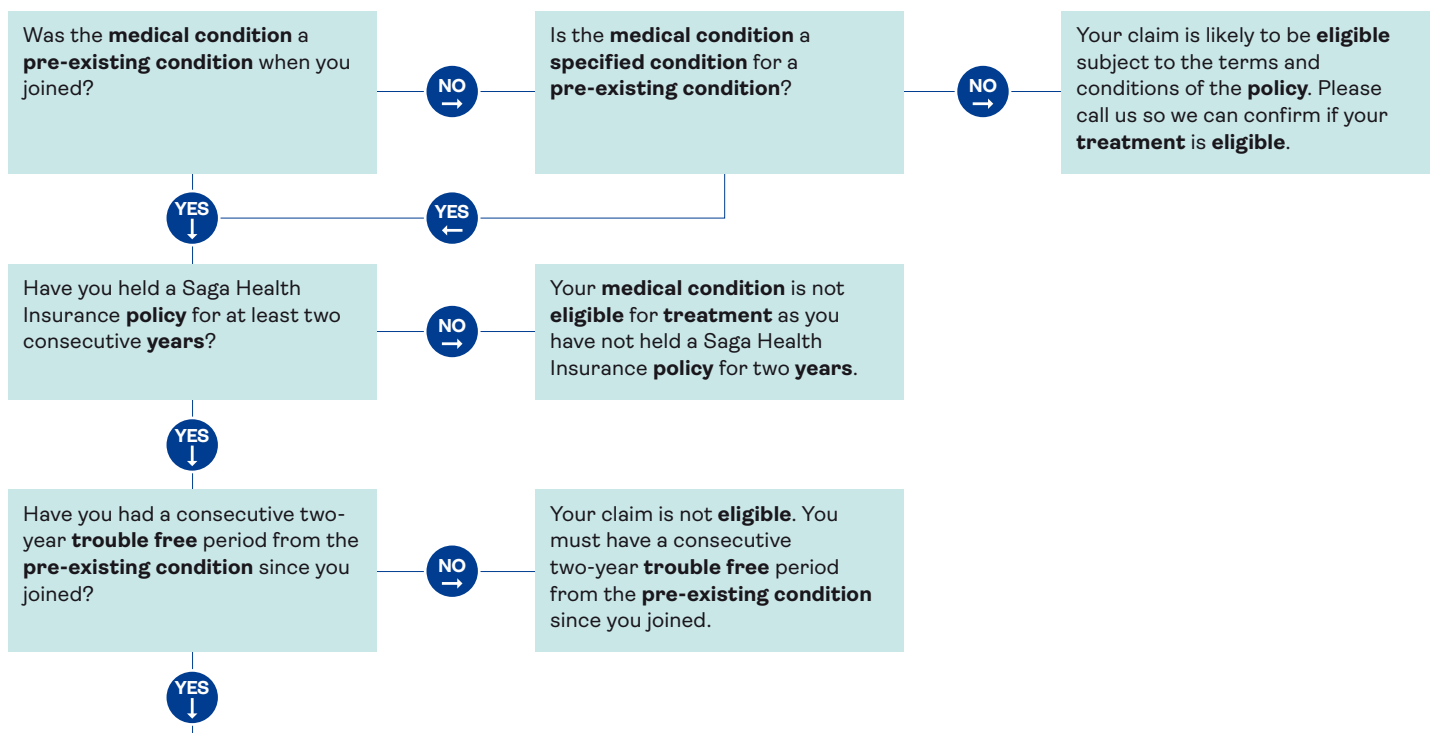 Was the medical condition a
pre-existing condition when you
joined?
NO
→
Is the medical condition a
specified condition for a
pre-existing condition?
NO
→
Your claim is likely to be eligible
subject to the terms and
conditions of the policy. Please
call us so we can confirm if your
treatment is eligible.
YES
↓
YES
←
Have you held a Saga Health
Insurance policy for at least two
consecutive years?
NO
→
Your medical condition is not
eligible for treatment as you
have not held a Saga Health
Insurance policy for two years.
YES
↓
Have you had a consecutive two-
year trouble free period from the
pre-existing condition since you
joined?
NO
→
Your claim is not eligible. You
must have a consecutive
two-year trouble free period
from the pre-existing condition
since you joined.
YES
↓